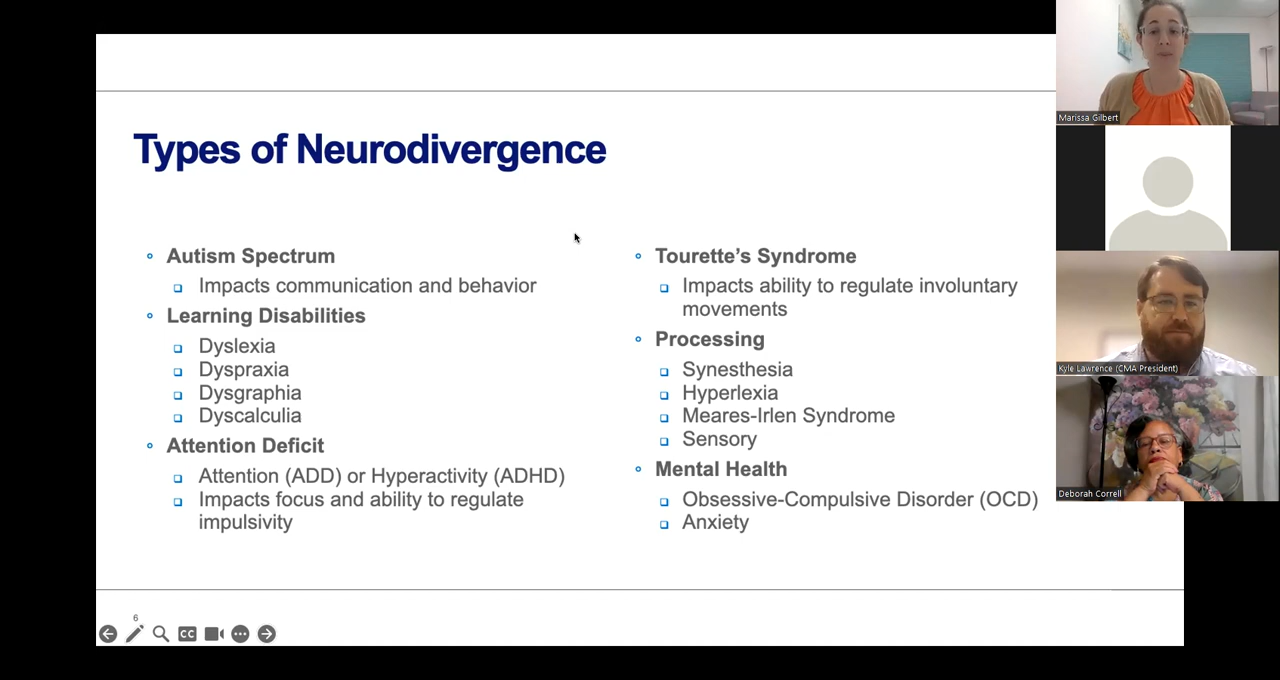 Types of Neurodivergence
Autism Spectrum
Impacts communication and behavior
Learning Disabilities
Dyslexia
Dyspraxia
Dysgraphia
Dyscalculia
Attention Deficit
Attention (ADD) or Hyperactivity (ADHD)
Impacts focus and ability to regulate
impulsivity
Tourette’s Syndrome
Impacts ability to regulate involuntary
movements
Processing
Synesthesia
Hyperlexia
Meares-Irlen Syndrome
Sensory
Mental Health
Obsessive-Compulsive Disorder (OCD)
Anxiety
6
CC
Marissa Gilbert
Kyle Lawrence (CMA President)
Deborah Correll